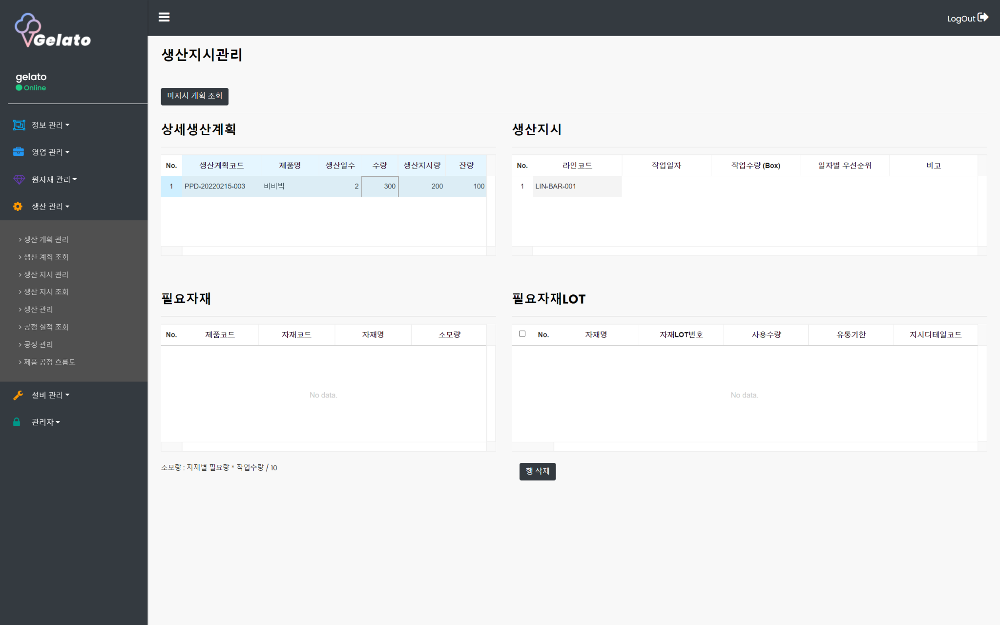 Gelato
LogOut
gelato
Online
정보 관리
영업 관리
원자재 관리
생산 관리
> 생산 계획 관리
> 생산 계획 조회
> 생산 지시 관리
> 생산 지시 조회
> 생산 관리
> 공정 실적 조회
> 공정 관리
> 제품 공정 흐름도
설비 관리
관리자
생산지시관리
미지시 계획 조회
상세생산계획
No. 생산계획코드 제품명 생산일수 수량 생산지시량 잔량
1 PPD-20220215-003 비비빅 2 300 200 100
생산지시
No. 라인코드 작업일자 작업수량 (Box) 일자별 우선순위 비고
1 LIN-BAR-001
필요자재
No. 제품코드 자재코드 자재명 소모량
No data.
소모량 : 자재별 필요량 * 작업수량 / 10
필요자재LOT
No. 자재명 자재LOT번호 사용수량 유통기한 지시디테일코드
No data.
행 삭제